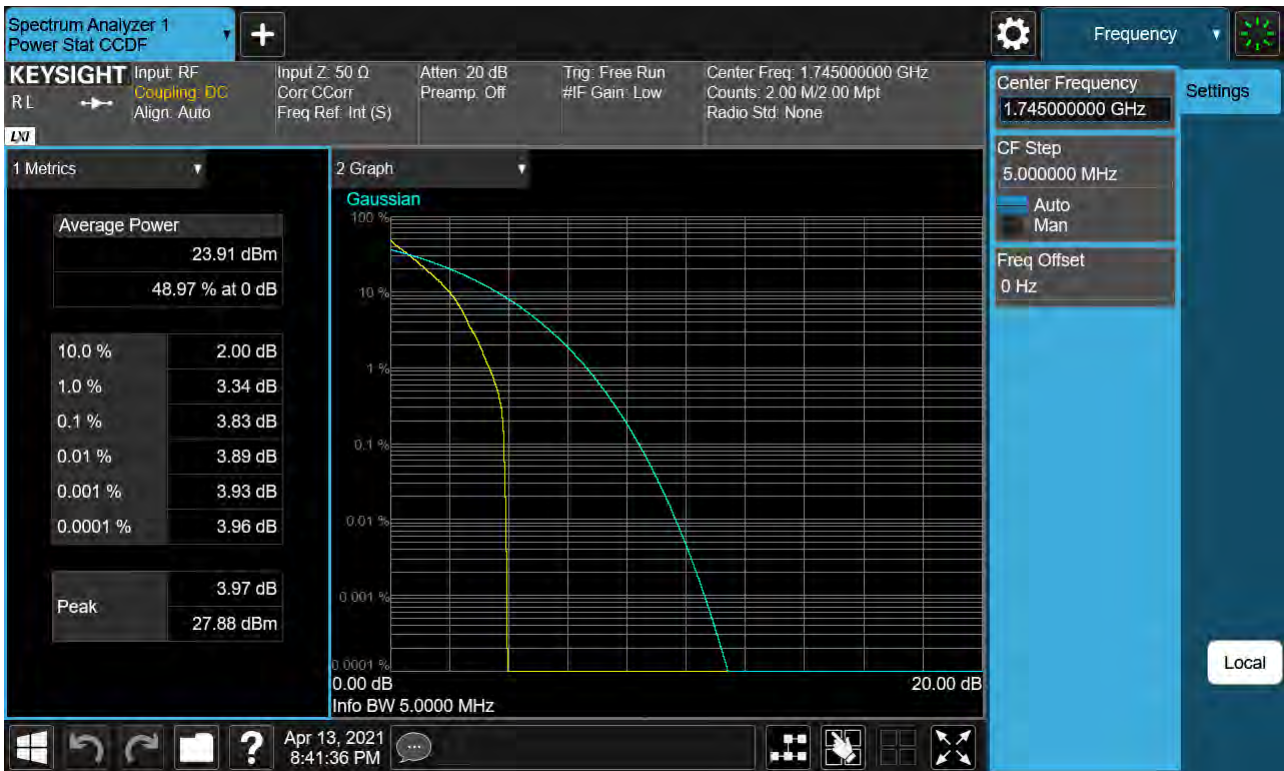 Spectrum Analyzer 1
Power Stat CCDF
Frequency
KEYSIGHT
RL
LXI
Input: RF
Coupling: DC
Align: Auto
Input Z: 50 Ω
Corr CCorr
Freq Ref: Int (S)
Atten: 20 dB
Preamp: Off
Trig: Free Run
#IF Gain: Low
Center Freq: 1.745000000 GHz
Counts: 2.00 M/2.00 Mpt
Radio Std: None
Center Frequency
1.745000000 GHz
Settings
CF Step
5.000000 MHz
Auto
Man
Freq Offset
0 Hz
Local
1 Metrics
Average Power
23.91 dBm
48.97 % at 0 dB
10.0 % 2.00 dB
1.0 % 3.34 dB
0.1 % 3.83 dB
0.01 % 3.89 dB
0.001 % 3.93 dB
0.0001 % 3.96 dB
Peak
3.97 dB
27.88 dBm
2 Graph
Gaussian
100 %
10 %
1 %
0.1 %
0.01 %
0.001 %
0.0001 %
0.00 dB 20.00 dB
Info BW 5.0000 MHz
?
Apr 13, 2021
8:41:36 PM